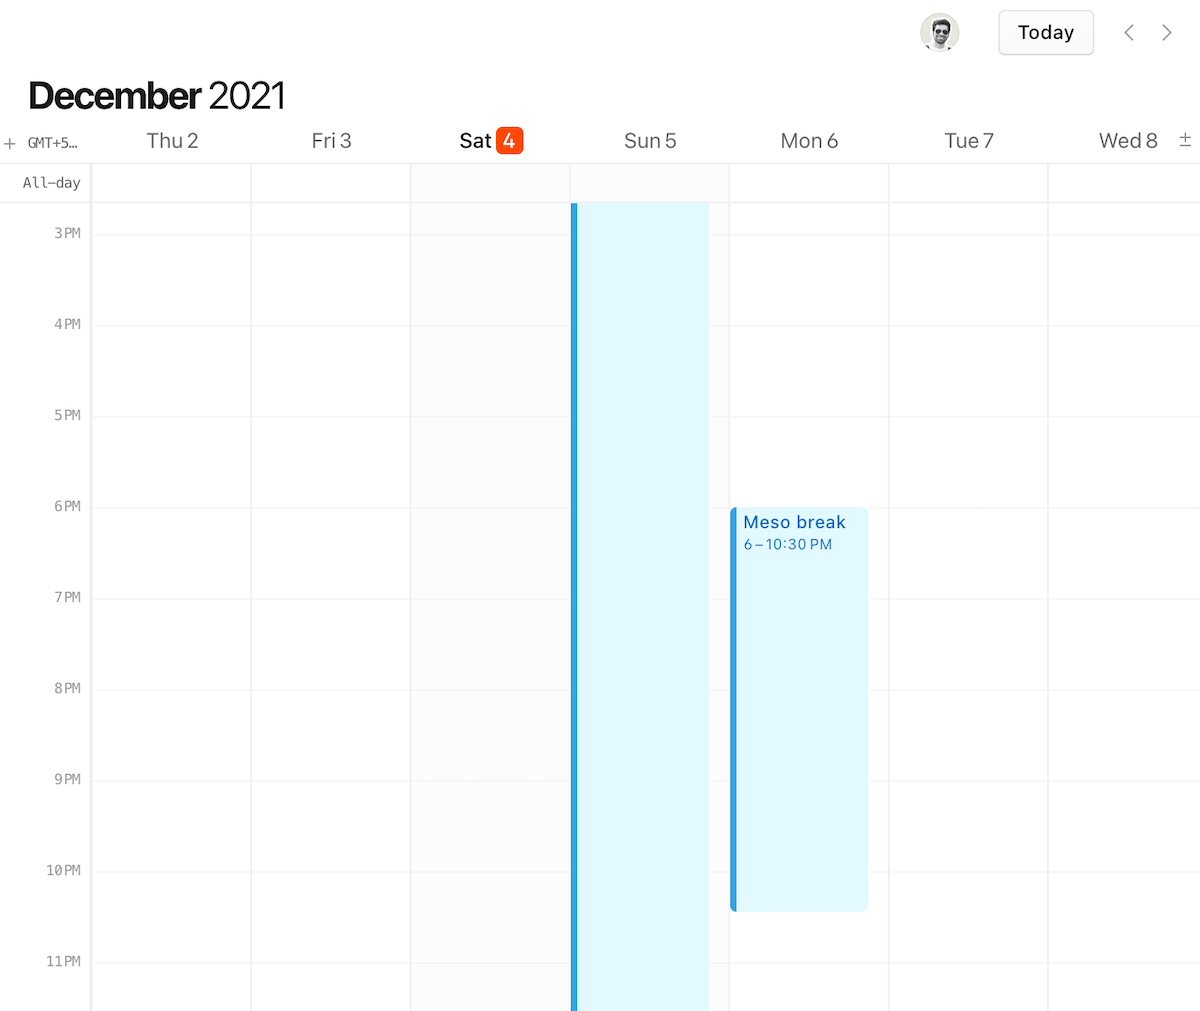 Today
December 2021
GMT+5...
Thu 2
Fri 3
Sat 4
Sun 5
Mon 6
Tue 7
Wed 8
All-day
3 PM
4 PM
5 PM
6 PM
Meso break
6 – 10:30 PM
7 PM
8 PM
9 PM
10 PM
11 PM